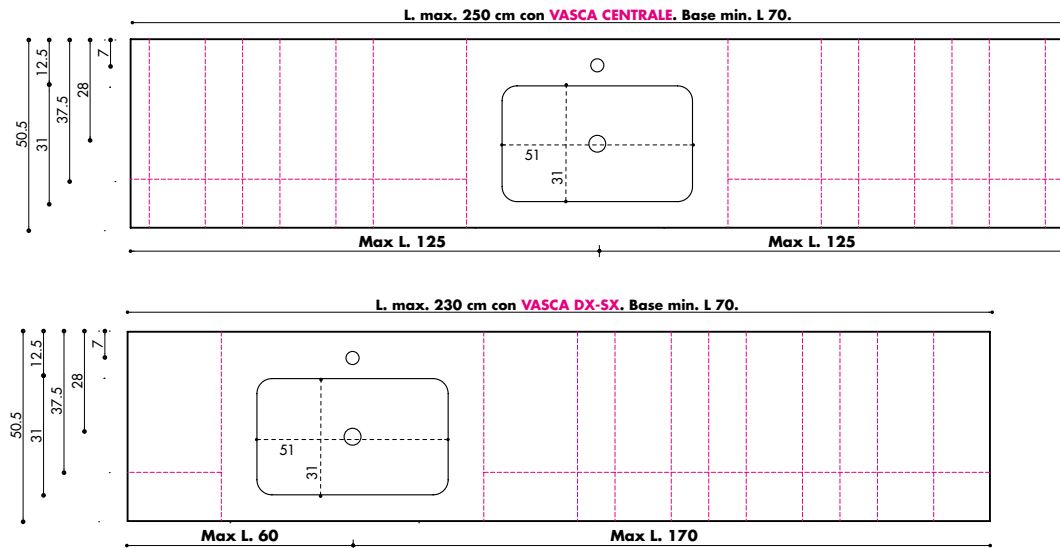 L. max. 250 cm con VASCA CENTRALE. Base min. L 70.
50.5
12.5
31
37.5
28
7
51
31
Max L. 125
Max L. 125
L. max. 230 cm con VASCA DX-SX. Base min. L 70.
50.5
12.5
31
37.5
28
7
51
31
Max L. 60
Max L. 170